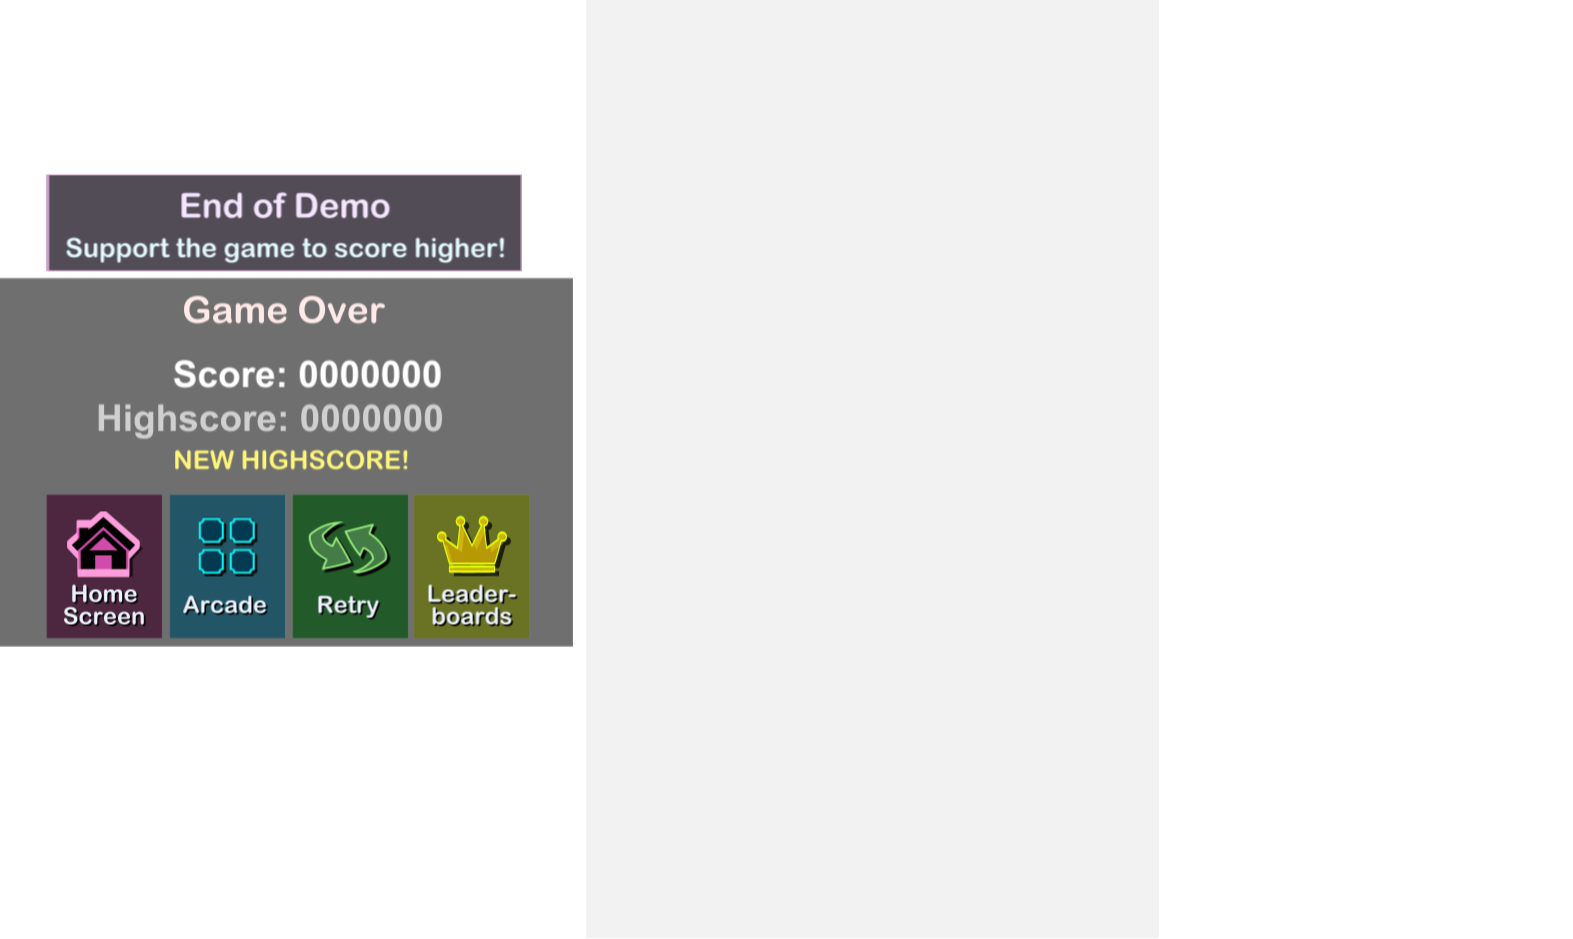 End of Demo
Support the game to score higher!
Game Over
Score: 0000000
Highscore: 0000000
NEW HIGHSCORE!
Home
Screen
Arcade
Retry
Leader-
boards